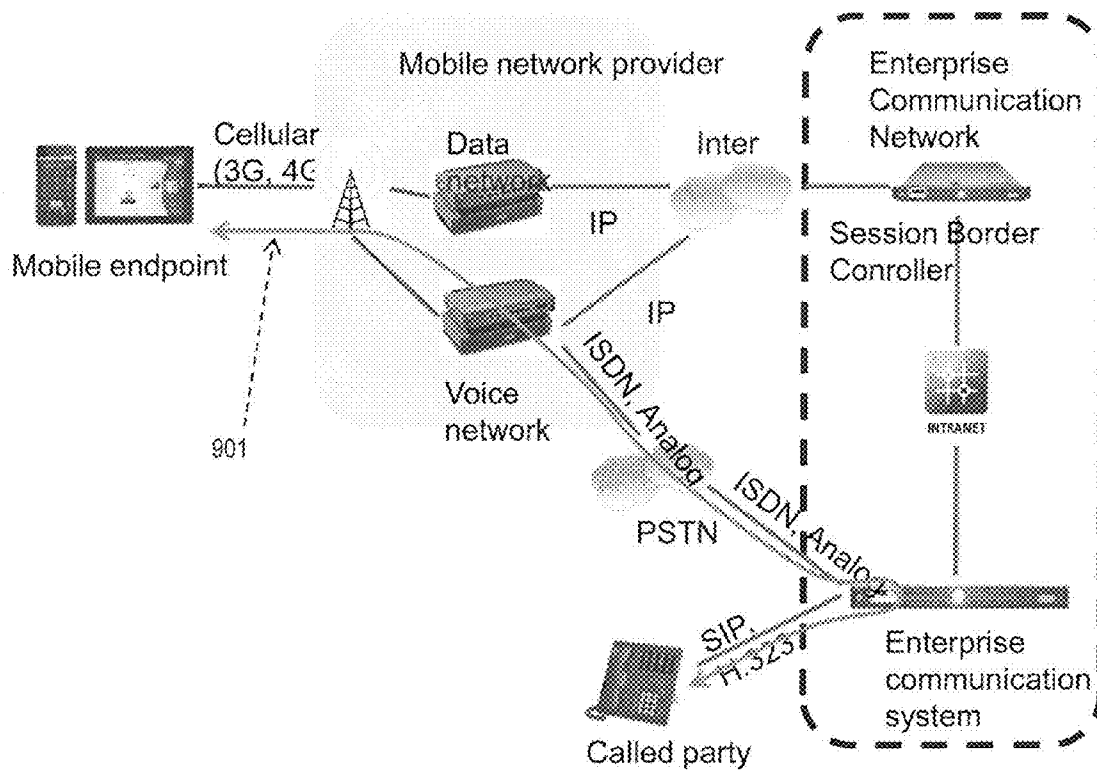 Mobile network provider
Enterprise
Communication
Network
Cellular
(3G, 4G
Data
network
Inter
IP
Mobile endpoint
Session Border
Conroller
IP
ISDN, Analog
Voice
network
901
INTRANET
ISDN, Analog
PSTN
SIP,
H.323
Enterprise
communication
system
Called party